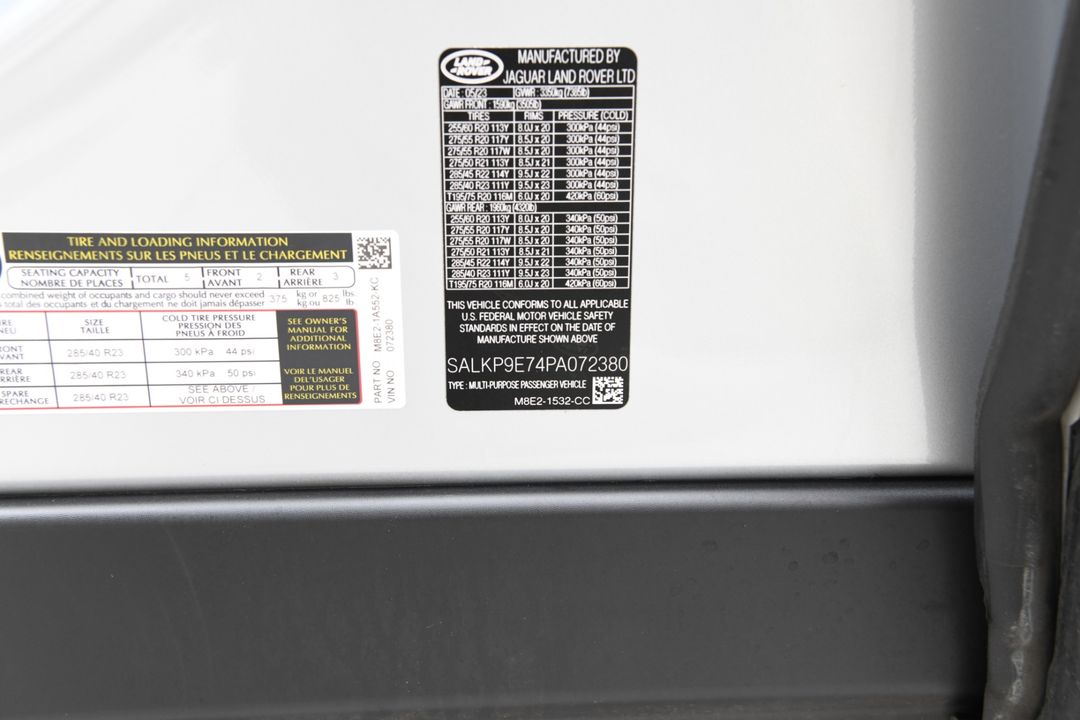 TIRE AND LOADING INFORMATION
RENSEIGNEMENTS SUR LES PNEUS ET LE CHARGEMENT
SEATING CAPACITY
NOMBRE DE PLACES
TOTAL 5
FRONT
AVANT
2
REAR
ARRIÈRE
3
combined weight of occupants and cargo should never exceed
total des occupants et du chargement ne doit jamais dépasser
375 kg or
kg ou
825 lbs.
lb
SIZE
TAILLE
COLD TIRE PRESSURE
PRESSION DES
PNEUS À FROID
285/40 R23 300 kPa 44 psi
REAR
285/40 R23 340 kPa 50 psi
SPARE
285/40 R23
SEE ABOVE /
VOIR CI DESSUS
SEE OWNER'S
MANUAL FOR
ADDITIONAL
INFORMATION
VOIR LE MANUEL
DE L'USAGER
POUR PLUS DE
RENSEIGNEMENTS
PART NO M8E2-1A552-KC
VIN NO 072380
LAND ROVER
MANUFACTURED BY
JAGUAR LAND ROVER LTD
DATE : 05/23 GVWR : 3350kg (7385lb)
GAWR FRONT : 1590kg (3505lb)
TIRES RIMS PRESSURE (COLD)
255/60 R20 113Y 8.0J x 20 300kPa (44psi)
275/55 R20 117Y 8.5J x 20 300kPa (44psi)
275/55 R20 117W 8.5J x 20 300kPa (44psi)
275/50 R21 113Y 8.5J x 21 300kPa (44psi)
285/45 R22 114Y 9.5J x 22 300kPa (44psi)
285/40 R23 111Y 9.5J x 23 300kPa (44psi)
T195/75 R20 116M 6.0J x 20 420kPa (60psi)
GAWR REAR : 1960kg (4320lb)
255/60 R20 113Y 8.0J x 20 340kPa (50psi)
275/55 R20 117Y 8.5J x 20 340kPa (50psi)
275/55 R20 117W 8.5J x 20 340kPa (50psi)
275/50 R21 113Y 8.5J x 21 340kPa (50psi)
285/45 R22 114Y 9.5J x 22 340kPa (50psi)
285/40 R23 111Y 9.5J x 23 340kPa (50psi)
T195/75 R20 116M 6.0J x 20 420kPa (60psi)
THIS VEHICLE CONFORMS TO ALL APPLICABLE
U.S. FEDERAL MOTOR VEHICLE SAFETY
STANDARDS IN EFFECT ON THE DATE OF
MANUFACTURE SHOWN ABOVE
SALKP9E74PA072380
TYPE : MULTI-PURPOSE PASSENGER VEHICLE
M8E2-1532-CC